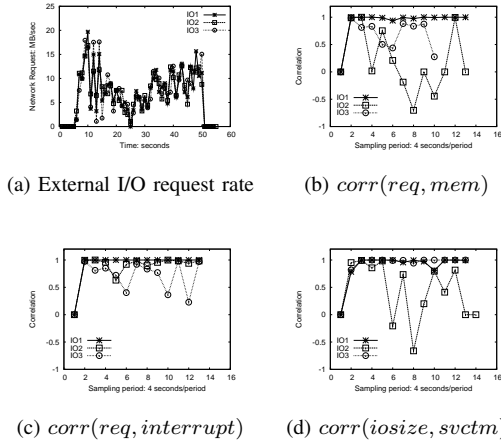 20
15
10
5
0
Network Request: MB/sec
0 10 20 30 40 50 60
Time: seconds
IO1
IO2
IO3
(a) External I/O request rate
1
0.5
0
-0.5
-1
Correlation
0 2 4 6 8 10 12 14 16
Sampling period: 4 seconds/period
IO1
IO2
IO3
(b) corr(req, mem)
1
0.5
0
-0.5
-1
Correlation
0 2 4 6 8 10 12 14 16
Sampling period: 4 seconds/period
IO1
IO2
IO3
(c) corr(req, interrupt)
1
0.5
0
-0.5
-1
Correlation
0 2 4 6 8 10 12 14 16
Sampling period: 4 seconds/period
IO1
IO2
IO3
(d) corr(iosize, svctm)